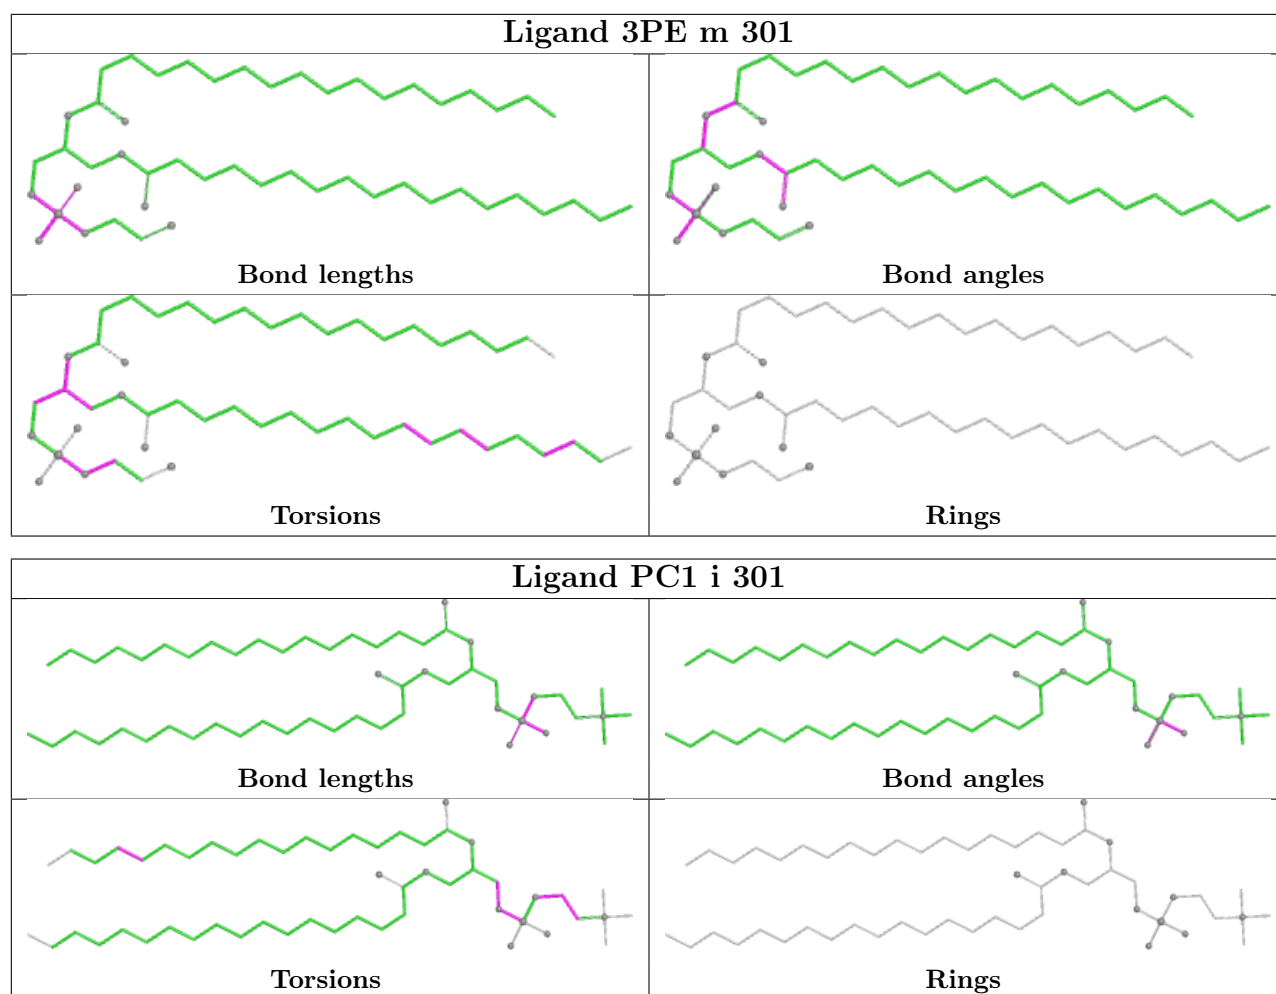 Ligand 3PE m 301
Bond lengths
Bond angles
Torsions
Rings
Ligand PC1 i 301
Bond lengths
Bond angles
Torsions
Rings